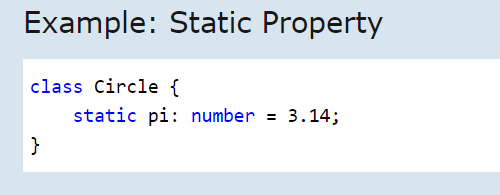 Example: Static Property
class Circle {
    static pi: number = 3.14;
}